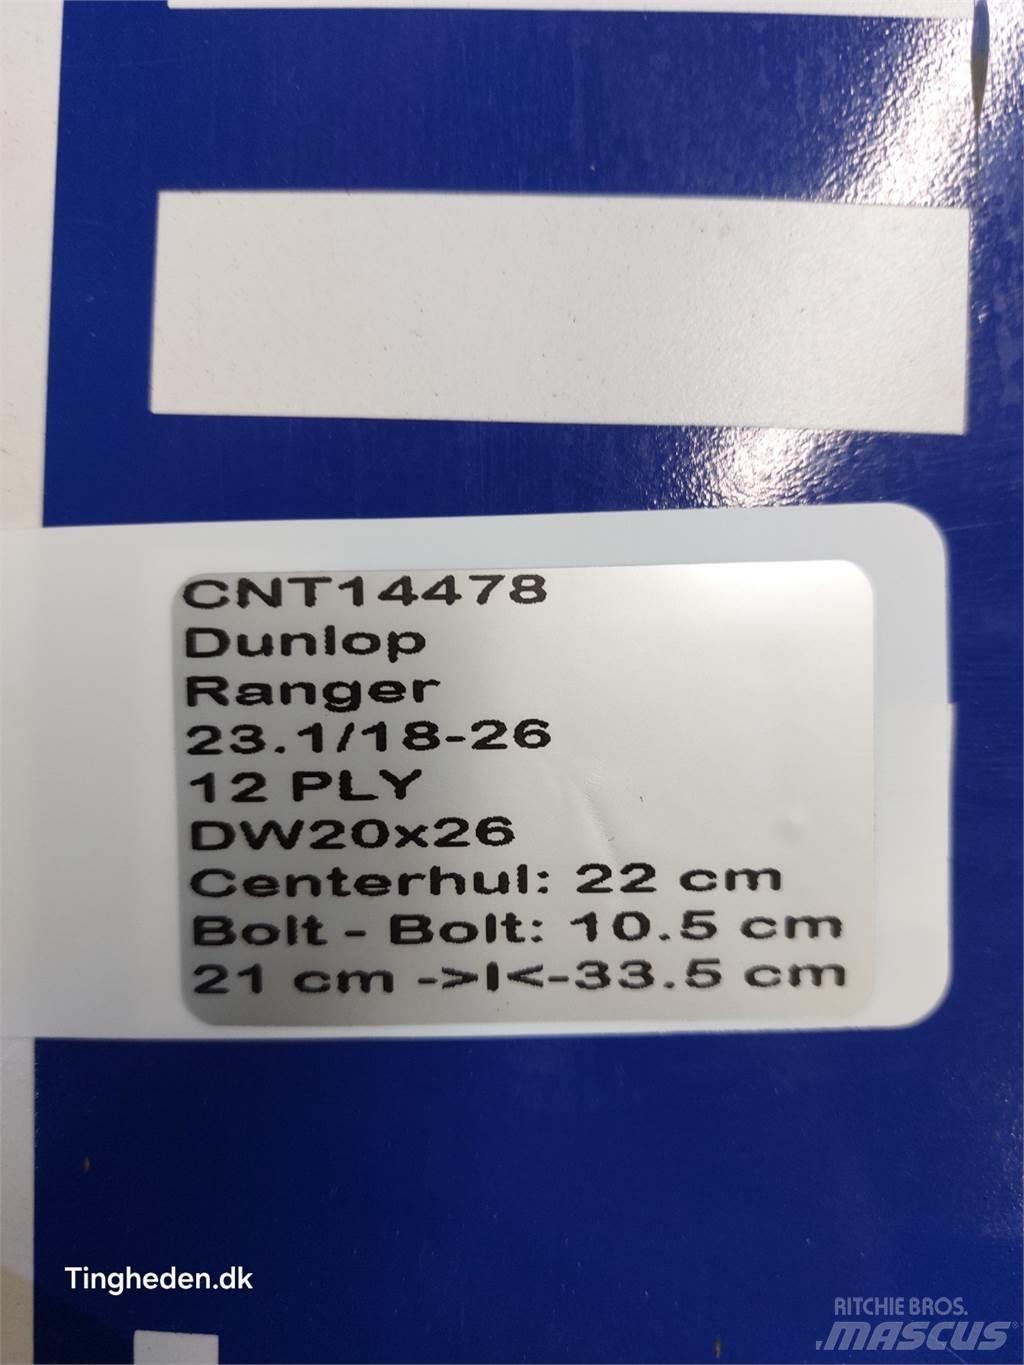 CNT14478
Dunlop
Ranger
23.1/18-26
12 PLY
DW20x26
Centerhul: 22 cm
Bolt - Bolt: 10.5 cm
21 cm ->I<-33.5 cm
Tingheden.dk
RITCHIE BROS.
MASCUS